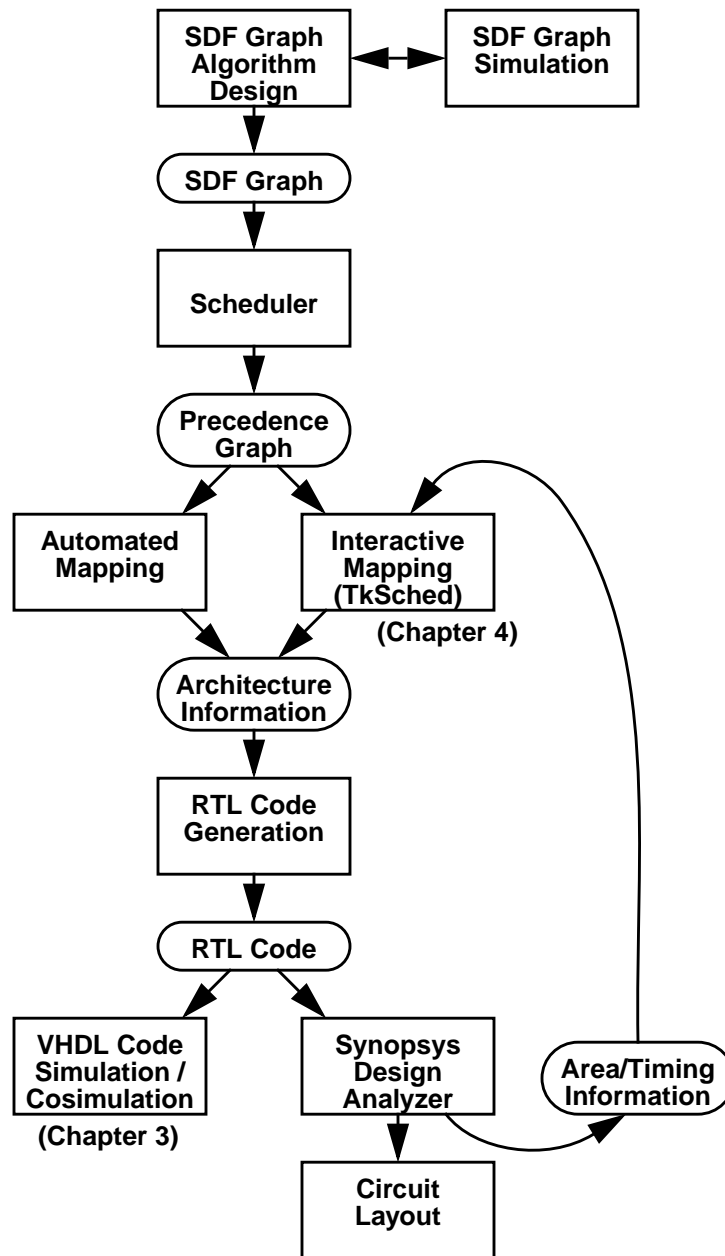 SDF Graph
Algorithm
Design
SDF Graph
Simulation
SDF Graph
Scheduler
Precedence
Graph
Automated
Mapping
Interactive
Mapping
(TkSched)
(Chapter 4)
Architecture
Information
RTL Code
Generation
RTL Code
VHDL Code
Simulation /
Cosimulation
(Chapter 3)
Synopsys
Design
Analyzer
Area/Timing
Information
Circuit
Layout